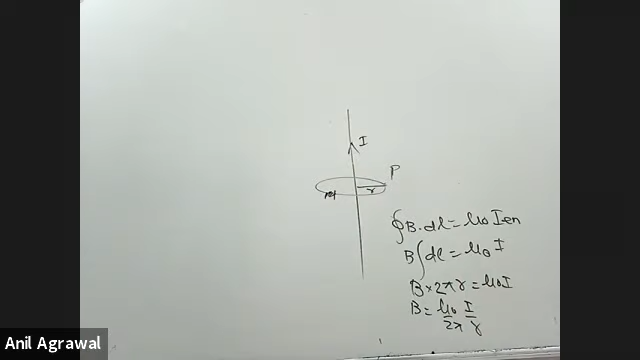 I
P
r
∮B.dl = μ0 Ien
B∫dl = μ0 I
B × 2πr = μ0I
B = μ0/2π I/r
Anil Agrawal